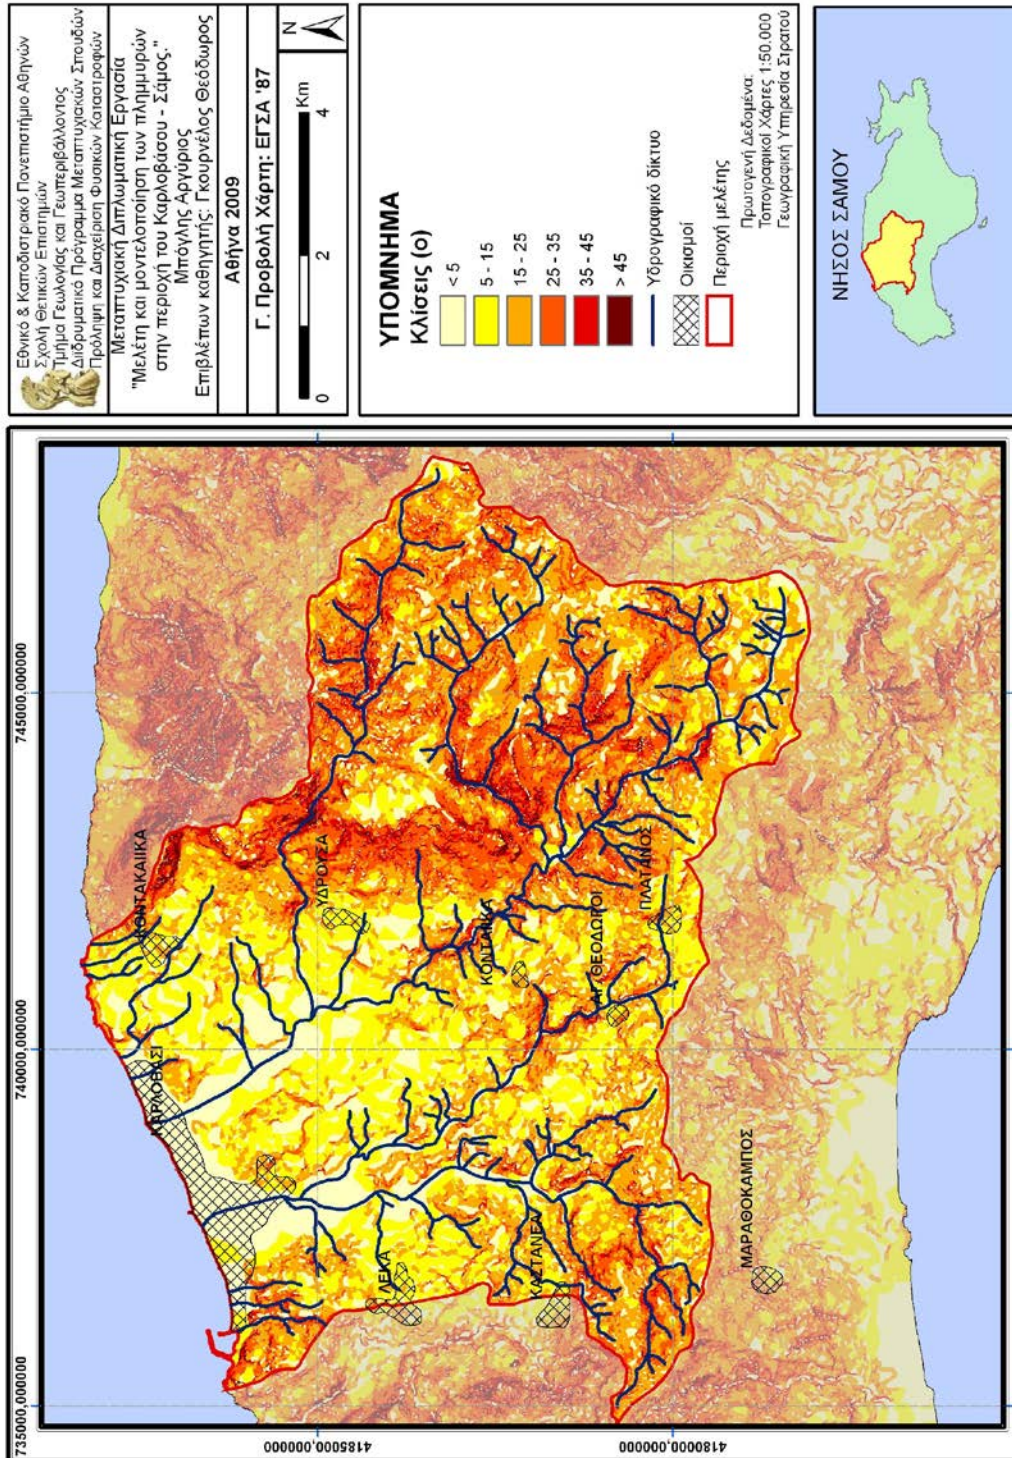 Εθνικό & Καποδιστριακό Πανεπιστήμιο Αθηνών
Σχολή Θετικών Επιστημών
Τμήμα Γεωλογίας και Γεωπεριβάλλοντος
Διιδρυματικό Πρόγραμμα Μεταπτυχιακών Σπουδών
Πρόληψη και Διαχείριση Φυσικών Καταστροφών
Μεταπτυχιακή Διπλωματική Εργασία
"Μελέτη και μοντελοποίηση των πλημμυρών
στην περιοχή του Καρλοβάσου - Σάμος."
Μπόγλης Αργύριος
Επιβλέπων καθηγητής: Γκουρνέλος Θεόδωρος
Αθήνα 2009
Γ. Προβολή Χάρτη: ΕΓΣΑ '87
0 2 4 Km
N
ΥΠΟΜΝΗΜΑ
Κλίσεις (ο)
< 5
5 - 15
15 - 25
25 - 35
35 - 45
> 45
Υδρογραφικό δίκτυο
Οικισμοί
Περιοχή μελέτης
Πρωτογενή Δεδομένα:
Τοπογραφικοί Χάρτες 1:50.000
Γεωγραφική Υπηρεσία Στρατού
ΝΗΣΟΣ ΣΑΜΟΥ
735000,000000
740000,000000
745000,000000
4185000,000000
4180000,000000
ΚΑΡΛΟΒΑΣΙ
ΚΟΝΤΑΚΑΙΙΚΑ
ΥΔΡΟΥΣΑ
ΛΕΚΑ
ΚΟΝΤΑΙΙΚΑ
ΚΑΣΤΑΝΕΑ
ΑΓ. ΘΕΟΔΩΡΟΙ
ΠΛΑΤΑΝΟΣ
ΜΑΡΑΘΟΚΑΜΠΟΣ